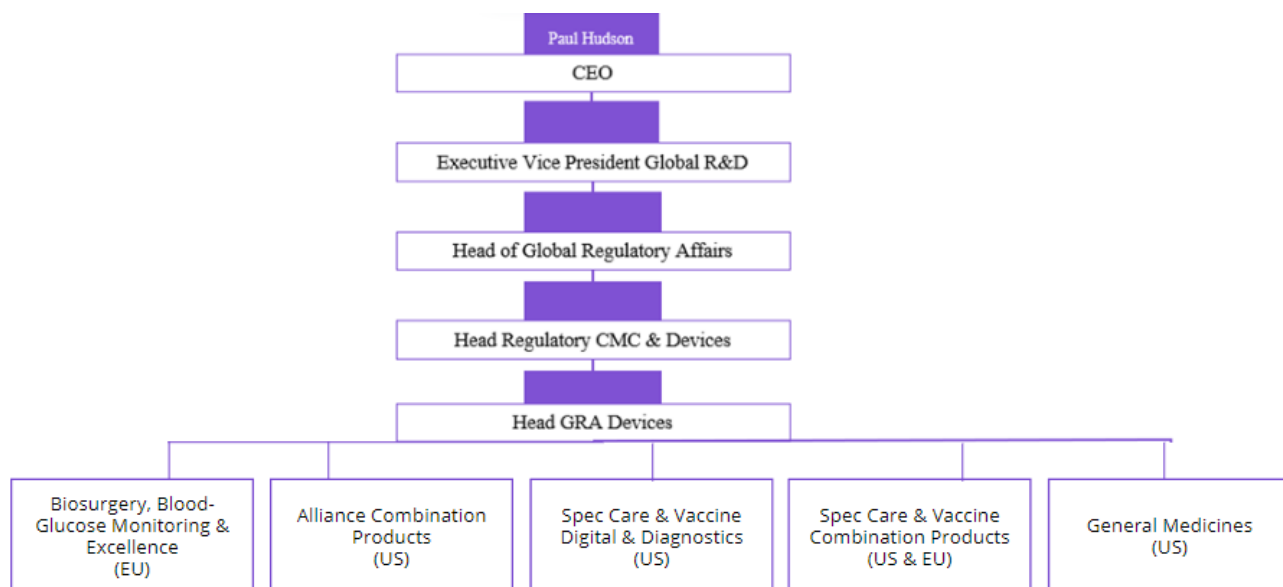 Paul Hudson
CEO
Executive Vice President Global R&D
Head of Global Regulatory Affairs
Head Regulatory CMC & Devices
Head GRA Devices
Biosurgery, Blood-
Glucose Monitoring &
Excellence
(EU)
Alliance Combination
Products
(US)
Spec Care & Vaccine
Digital & Diagnostics
(US)
Spec Care & Vaccine
Combination Products
(US & EU)
General Medicines
(US)